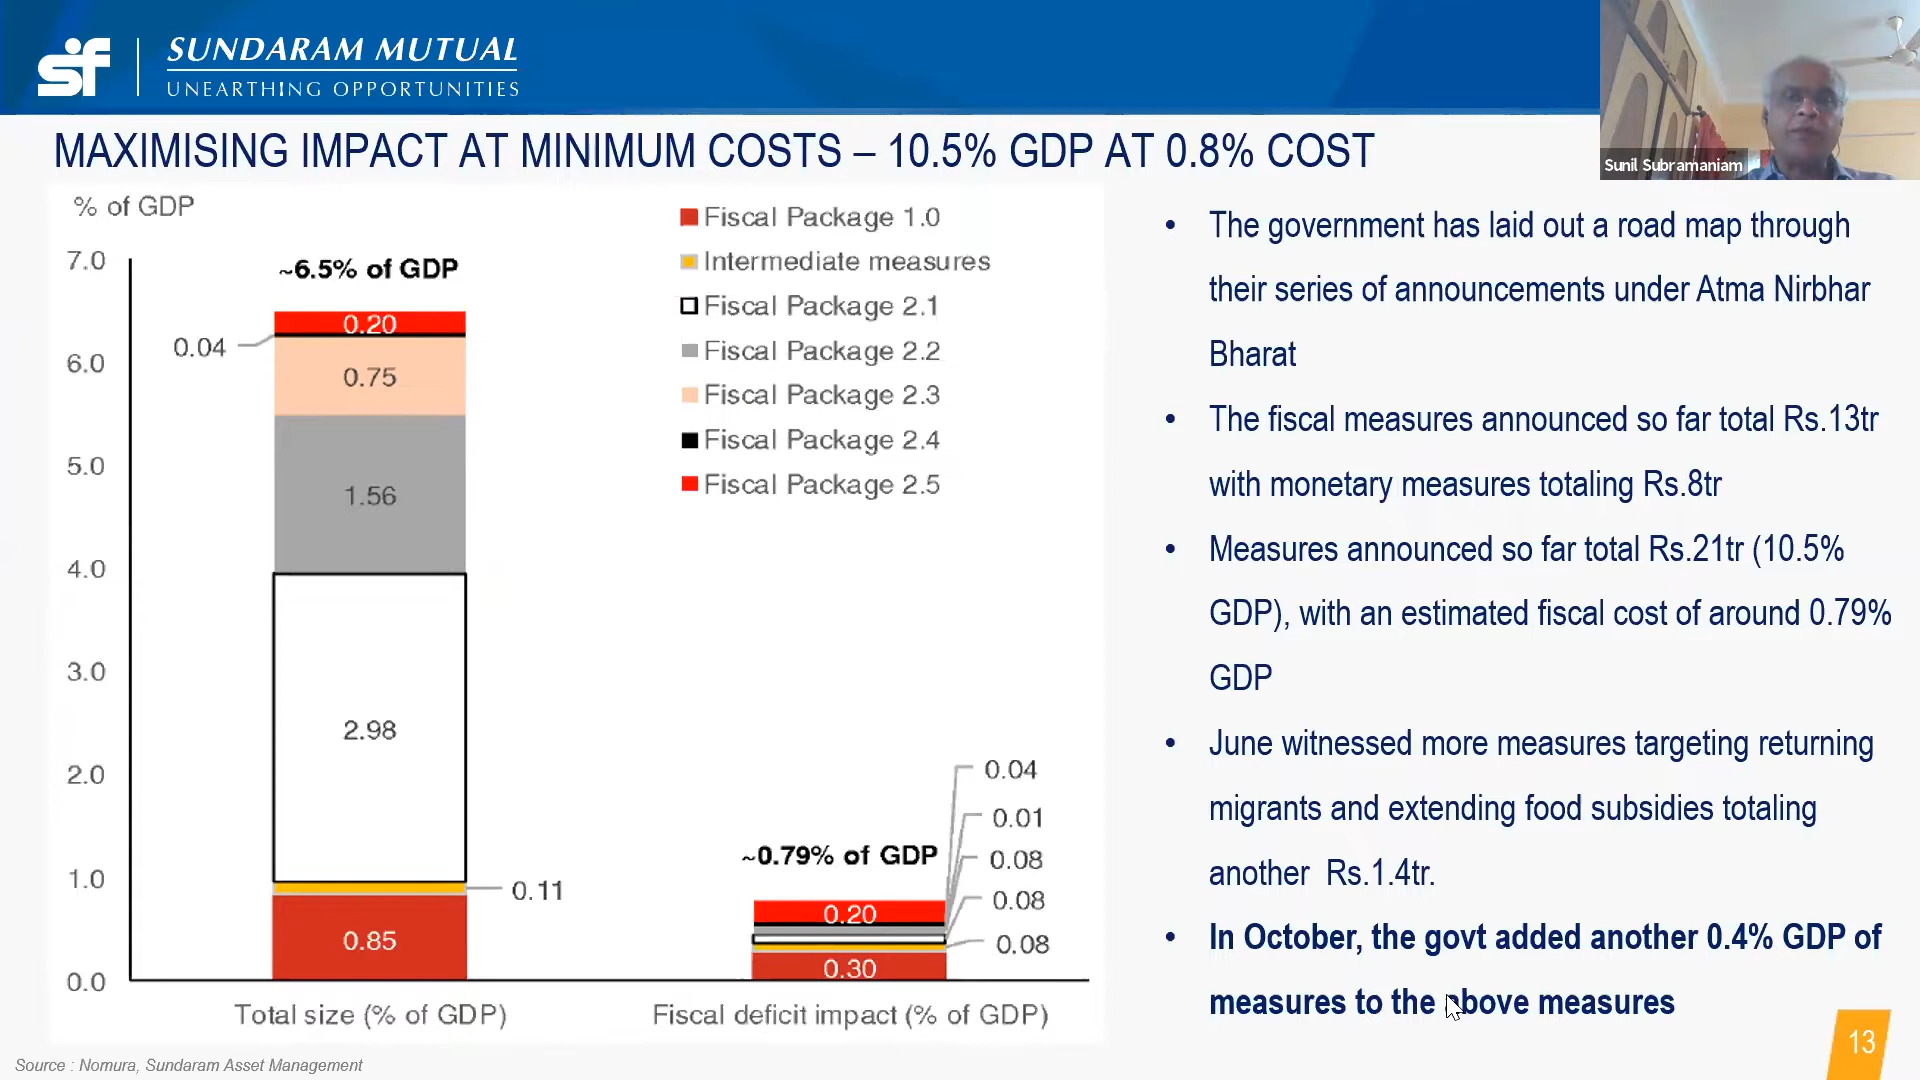 SUNDARAM MUTUAL
UNEARTHING OPPORTUNITIES
Sunil Subramaniam
MAXIMISING IMPACT AT MINIMUM COSTS – 10.5% GDP AT 0.8% COST
% of GDP
7.0
6.0
5.0
4.0
3.0
2.0
1.0
0.0
~6.5% of GDP
0.20
0.04
0.75
1.56
2.98
0.11
0.85
Total size (% of GDP)
Fiscal Package 1.0
Intermediate measures
Fiscal Package 2.1
Fiscal Package 2.2
Fiscal Package 2.3
Fiscal Package 2.4
Fiscal Package 2.5
~0.79% of GDP
0.04
0.01
0.08
0.08
0.08
0.20
0.30
Fiscal deficit impact (% of GDP)
• The government has laid out a road map through
their series of announcements under Atma Nirbhar
Bharat
• The fiscal measures announced so far total Rs.13tr
with monetary measures totaling Rs.8tr
• Measures announced so far total Rs.21tr (10.5%
GDP), with an estimated fiscal cost of around 0.79%
GDP
• June witnessed more measures targeting returning
migrants and extending food subsidies totaling
another Rs.1.4tr.
• In October, the govt added another 0.4% GDP of
measures to the above measures
Source : Nomura, Sundaram Asset Management
13